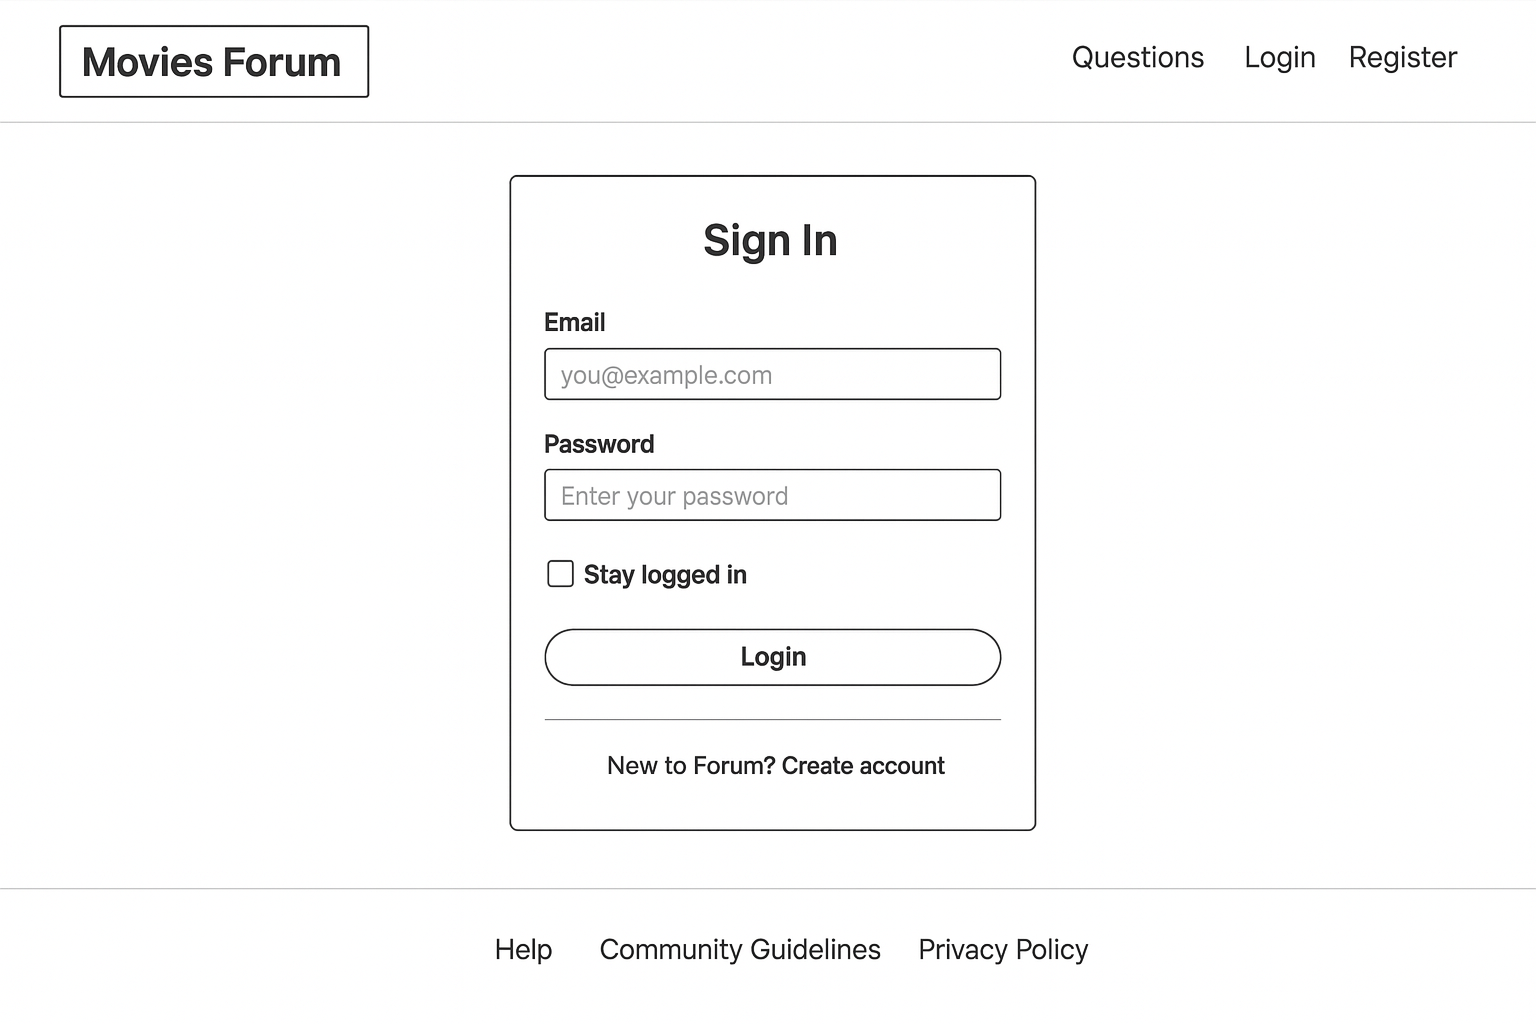 Movies Forum
Questions Login Register
Sign In
Email
you@example.com
Password
Enter your password
Stay logged in
Login
New to Forum? Create account
Help Community Guidelines Privacy Policy